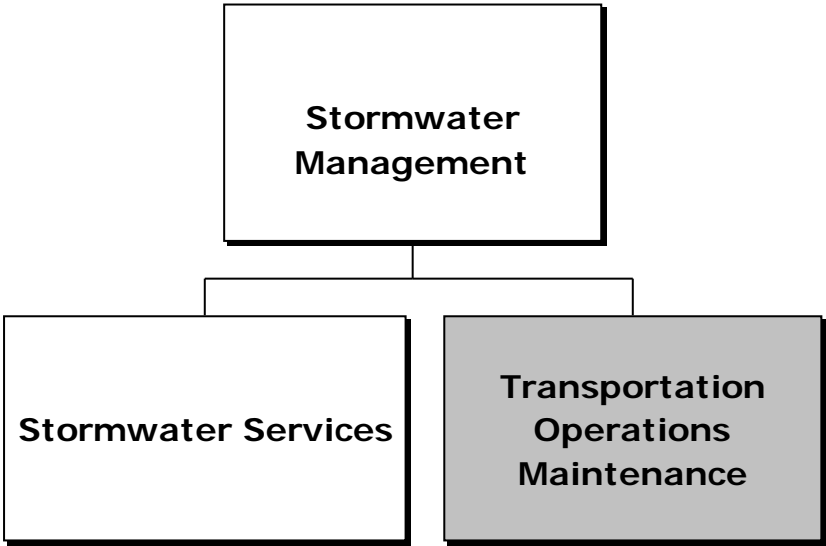 Stormwater
Management
Stormwater Services
Transportation
Operations
Maintenance